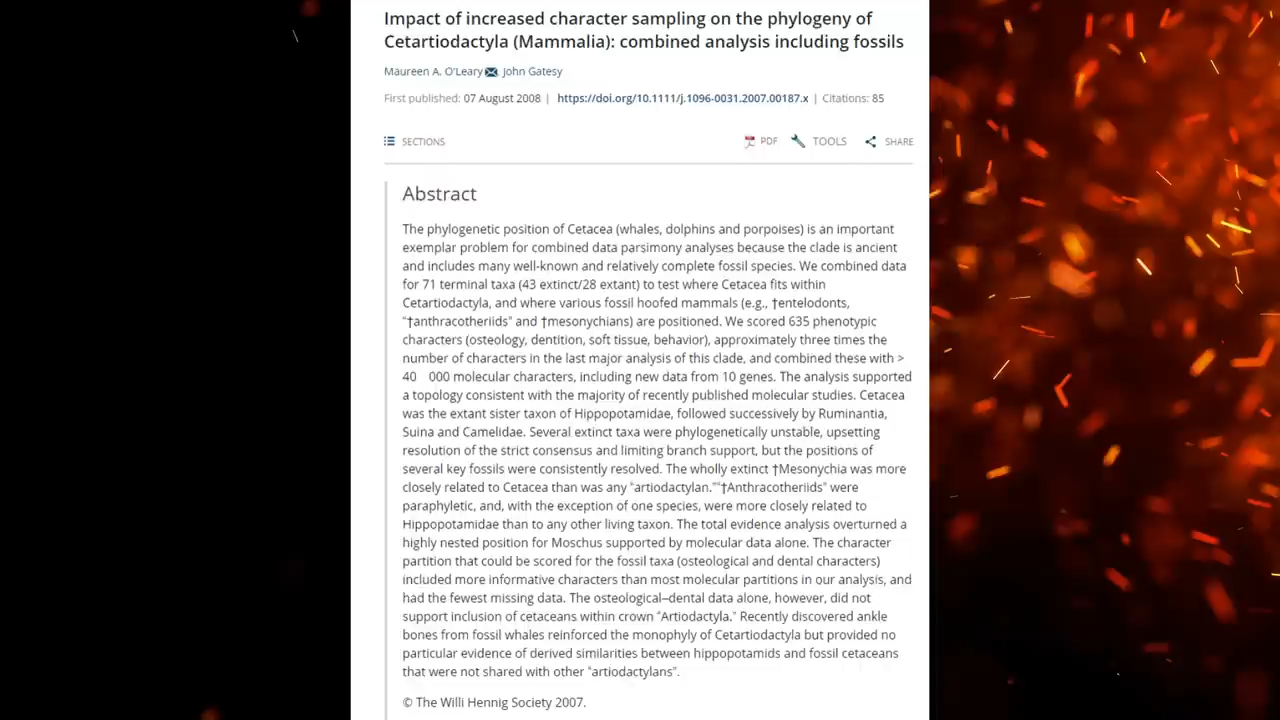 Impact of increased character sampling on the phylogeny of
Cetartiodactyla (Mammalia): combined analysis including fossils
Maureen A. O'Leary, John Gatesy
First published: 07 August 2008 | https://doi.org/10.1111/j.1096-0031.2007.00187.x | Citations: 85
SECTIONS PDF TOOLS SHARE
Abstract
The phylogenetic position of Cetacea (whales, dolphins and porpoises) is an important
exemplar problem for combined data parsimony analyses because the clade is ancient
and includes many well-known and relatively complete fossil species. We combined data
for 71 terminal taxa (43 extinct/28 extant) to test where Cetacea fits within
Cetartiodactyla, and where various fossil hoofed mammals (e.g., †entelodonts,
"†anthracotheriids" and †mesonychians) are positioned. We scored 635 phenotypic
characters (osteology, dentition, soft tissue, behavior), approximately three times the
number of characters in the last major analysis of this clade, and combined these with >
40 000 molecular characters, including new data from 10 genes. The analysis supported
a topology consistent with the majority of recently published molecular studies. Cetacea
was the extant sister taxon of Hippopotamidae, followed successively by Ruminantia,
Suina and Camelidae. Several extinct taxa were phylogenetically unstable, upsetting
resolution of the strict consensus and limiting branch support, but the positions of
several key fossils were consistently resolved. The wholly extinct †Mesonychia was more
closely related to Cetacea than was any "artiodactylan.""†Anthracotheriids" were
paraphyletic, and, with the exception of one species, were more closely related to
Hippopotamidae than to any other living taxon. The total evidence analysis overturned a
highly nested position for Moschus supported by molecular data alone. The character
partition that could be scored for the fossil taxa (osteological and dental characters)
included more informative characters than most molecular partitions in our analysis, and
had the fewest missing data. The osteological–dental data alone, however, did not
support inclusion of cetaceans within crown "Artiodactyla." Recently discovered ankle
bones from fossil whales reinforced the monophyly of Cetartiodactyla but provided no
particular evidence of derived similarities between hippopotamids and fossil cetaceans
that were not shared with other "artiodactylans".
© The Willi Hennig Society 2007.